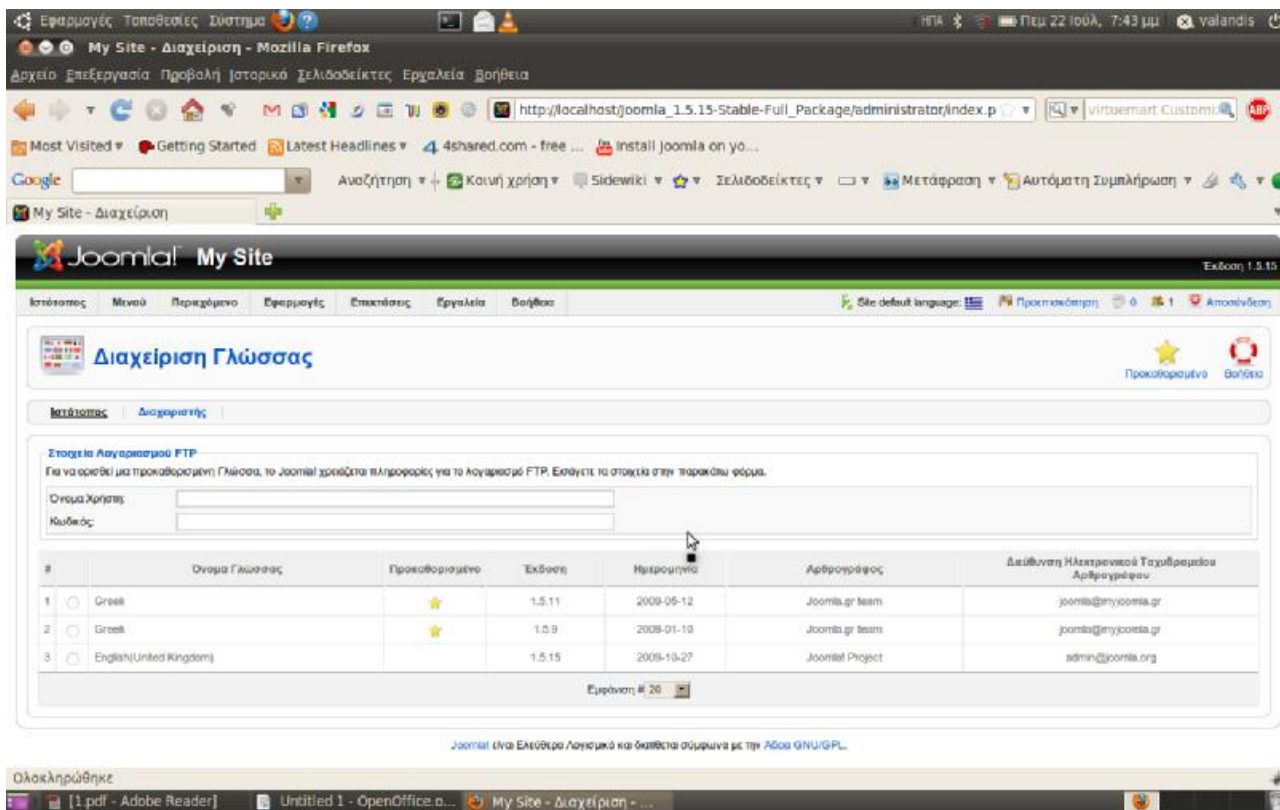 Εφαρμογές Τοποθεσίες Σύστημα ΗΠΑ Πεμ 22 Ιούλ, 7:43 μμ valandis
My Site - Διαχείριση - Mozilla Firefox
Αρχείο Επεξεργασία Προβολή Ιστορικό Σελιδοδείκτες Εργαλεία Βοήθεια
http://localhost/Joomla_1.5.15-Stable-Full_Package/administrator/index.p virtuemart Customi ABP
Most Visited Getting Started Latest Headlines 4shared.com - free ... Install Joomla on yo...
Google Αναζήτηση Κοινή χρήση Sidewiki Σελιδοδείκτες Μετάφραση Αυτόματη Συμπλήρωση
My Site - Διαχείριση
Joomla! My Site
Έκδοση 1.5.15
Ιστότοπος Μενού Περιεχόμενο Εφαρμογές Επεκτάσεις Εργαλεία Βοήθεια Site default language: Προεπισκόπηση 0 1 Αποσύνδεση
Διαχείριση Γλώσσας
Προκαθορισμένο Βοήθεια
Ιστότοπος Διαχειριστής
Στοιχεία Λογαριασμού FTP
Για να ορισθεί μια προκαθορισμένη Γλώσσα, το Joomla! χρειάζεται πληροφορίες για το λογαριασμό FTP. Εισάγετε τα στοιχεία στην παρακάτω φόρμα.
Όνομα Χρήστη:
Κωδικός:
# Όνομα Γλώσσας Προκαθορισμένο Έκδοση Ημερομηνία Αρθρογράφος Διεύθυνση Ηλεκτρονικού Ταχυδρομείου Αρθρογράφου
1 Greek 1.5.11 2009-05-12 Joomla.gr team joomla@myjoomla.gr
2 Greek 1.5.9 2009-01-10 Joomla.gr team joomla@myjoomla.gr
3 English(United Kingdom) 1.5.15 2009-10-27 Joomla! Project admin@joomla.org
Εμφάνιση # 20
Joomla! είναι Ελεύθερο Λογισμικό και διατίθεται σύμφωνα με την Άδεια GNU/GPL.
Ολοκληρώθηκε
[1.pdf - Adobe Reader] Untitled 1 - OpenOffice.o... My Site - Διαχείριση - ...